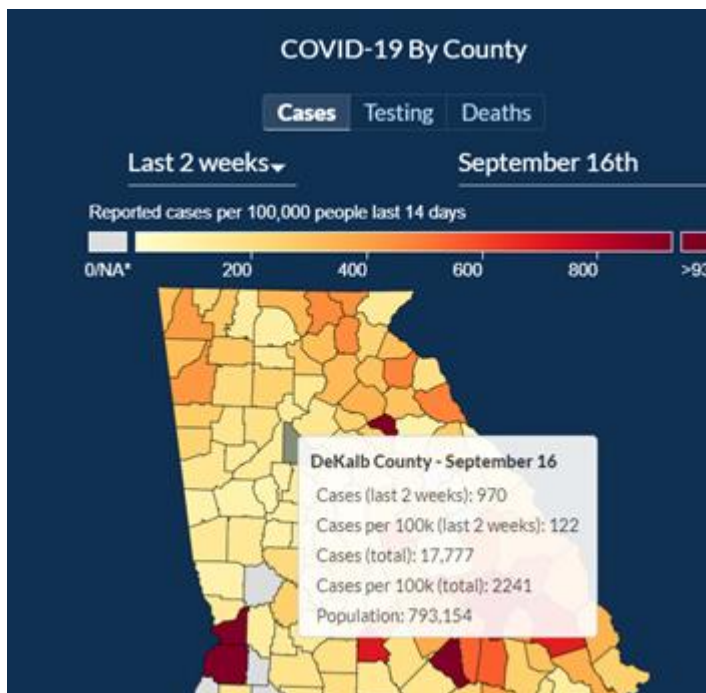 COVID-19 By County
Cases Testing Deaths
Last 2 weeks September 16th
Reported cases per 100,000 people last 14 days
0/NA* 200 400 600 800
DeKalb County - September 16
Cases (last 2 weeks): 970
Cases per 100k (last 2 weeks): 122
Cases (total): 17,777
Cases per 100k (total): 2241
Population: 793,154